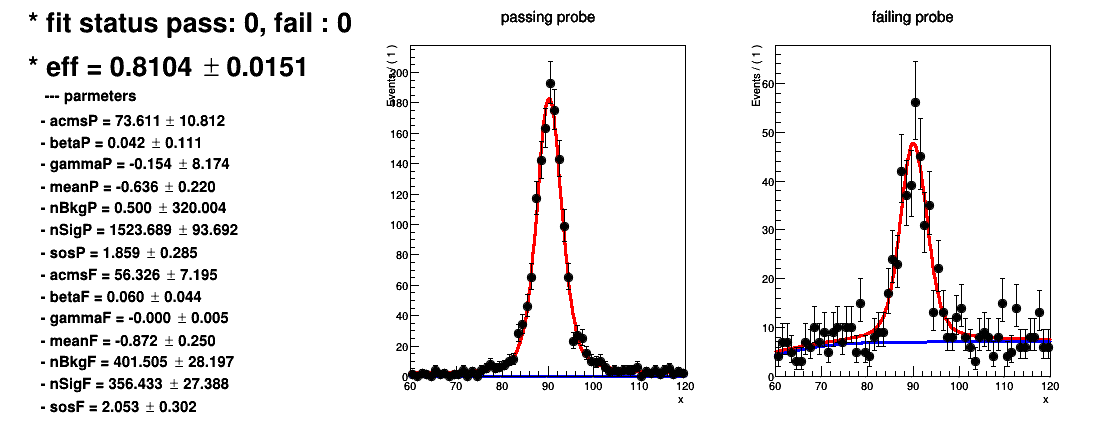 * fit status pass: 0, fail : 0
* eff = 0.8104 ± 0.0151
--- parmeters
- acmsP = 73.611 ± 10.812
- betaP = 0.042 ± 0.111
- gammaP = -0.154 ± 8.174
- meanP = -0.636 ± 0.220
- nBkgP = 0.500 ± 320.004
- nSigP = 1523.689 ± 93.692
- sosP = 1.859 ± 0.285
- acmsF = 56.326 ± 7.195
- betaF = 0.060 ± 0.044
- gammaF = -0.000 ± 0.005
- meanF = -0.872 ± 0.250
- nBkgF = 401.505 ± 28.197
- nSigF = 356.433 ± 27.388
- sosF = 2.053 ± 0.302
passing probe
Events / ( 1 )
200
180
160
140
120
100
80
60
40
20
0
60 70 80 90 100 110 120
x
failing probe
Events / ( 1 )
60
50
40
30
20
10
0
60 70 80 90 100 110 120
x